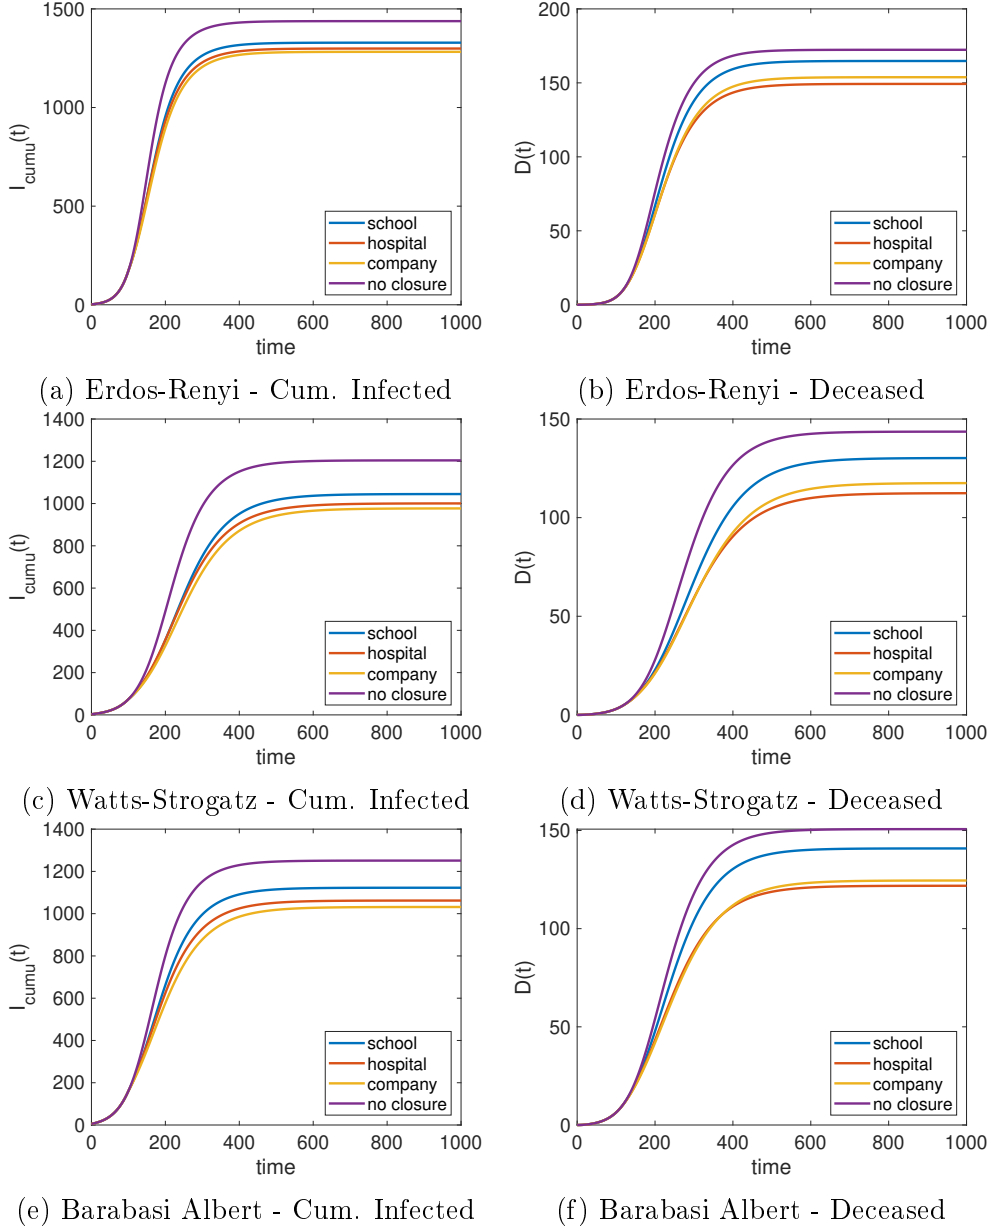 1500
1000
500
0
I_cumu(t)
0 200 400 600 800 1000
time
school
hospital
company
no closure
(a) Erdos-Renyi - Cum. Infected
200
150
100
50
0
D(t)
0 200 400 600 800 1000
time
school
hospital
company
no closure
(b) Erdos-Renyi - Deceased
1400
1200
1000
800
600
400
200
0
I_cumu(t)
0 200 400 600 800 1000
time
school
hospital
company
no closure
(c) Watts-Strogatz - Cum. Infected
150
100
50
0
D(t)
0 200 400 600 800 1000
time
school
hospital
company
no closure
(d) Watts-Strogatz - Deceased
1400
1200
1000
800
600
400
200
0
I_cumu(t)
0 200 400 600 800 1000
time
school
hospital
company
no closure
(e) Barabasi Albert - Cum. Infected
150
100
50
0
D(t)
0 200 400 600 800 1000
time
school
hospital
company
no closure
(f) Barabasi Albert - Deceased